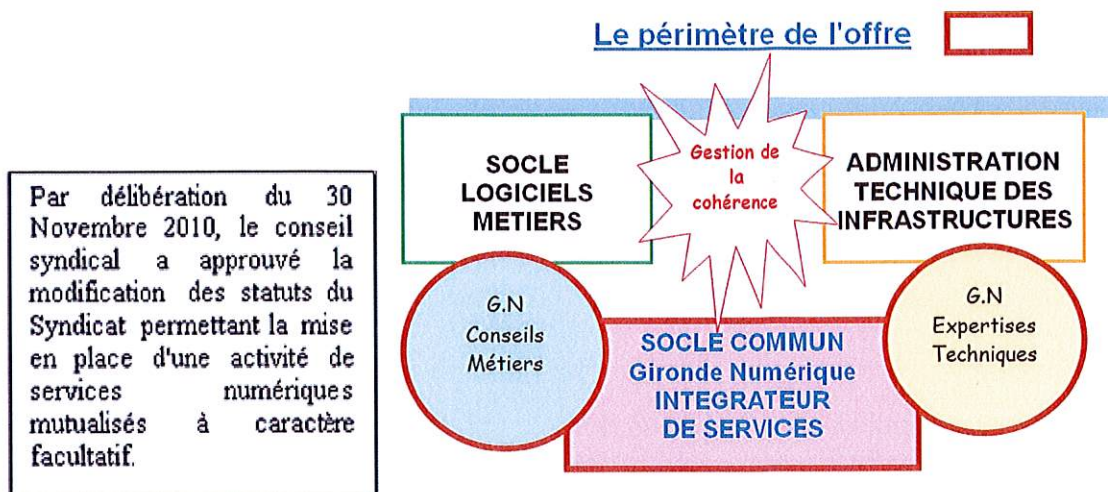 Le périmètre de l'offre
Par délibération du 30
Novembre 2010, le conseil
syndical a approuvé la
modification des statuts du
Syndicat permettant la mise
en place d'une activité de
services numériques
mutualisés à caractère
facultatif.
SOCLE
LOGICIELS
METIERS
Gestion de
la
cohérence
ADMINISTRATION
TECHNIQUE DES
INFRASTRUCTURES
G.N
Conseils
Métiers
SOCLE COMMUN
Gironde Numérique
INTEGRATEUR
DE SERVICES
G.N
Expertises
Techniques